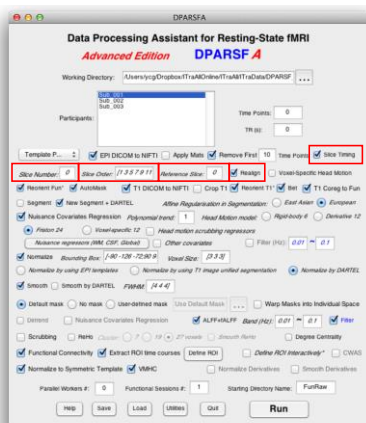 DPARSFA
Data Processing Assistant for Resting-State fMRI
Advanced Edition DPARSF A
Working Directory: /Users/ycg/Dropbox/ITraAllOnline/ITraAll/ITraData/DPARSF ...
Sub_001
Sub_002
Sub_003
Participants:
Time Points: 0
TR (s): 0
Template P... EPI DICOM to NIFTI Apply Mats Remove First 10 Time Points Slice Timing
Slice Number: 0 Slice Order: [1 3 5 7 9 11 Reference Slice: 0 Realign Voxel-Specific Head Motion
Reorient Fun* AutoMask T1 DICOM to NIFTI Crop T1 Reorient T1* Bet T1 Coreg to Fun
Segment New Segment + DARTEL Affine Regularisation in Segmentation: East Asian European
Nuisance Covariates Regression Polynomial trend: 1 Head Motion model: Rigid-body 6 Derivative 12
Friston 24 Voxel-specific 12 Head motion scrubbing regressors
Nuisance regressors (WM, CSF, Global) Other covariates Filter (Hz): 0.01 ~ 0.1
Normalize Bounding Box: [-90 -126 -72;90 9 Voxel Size: [3 3 3]
Normalize by using EPI templates Normalize by using T1 image unified segmentation Normalize by DARTEL
Smooth Smooth by DARTEL FWHM: [4 4 4]
Default mask No mask User-defined mask Use Default Mask ... Warp Masks into Individual Space
Detrend Nuisance Covariates Regression ALFF+fALFF Band (Hz): 0.01 ~ 0.1 Filter
Scrubbing ReHo Cluster 7 19 27 voxels Smooth ReHo Degree Centrality
Functional Connectivity Extract ROI time courses Define ROI Define ROI Interactively* CWAS
Normalize to Symmetric Template VMHC Normalize Derivatives Smooth Derivatives
Parallel Workers #: 0 Functional Sessions #: 1 Starting Directory Name: FunRaw
Help Save Load Utilities Quit Run